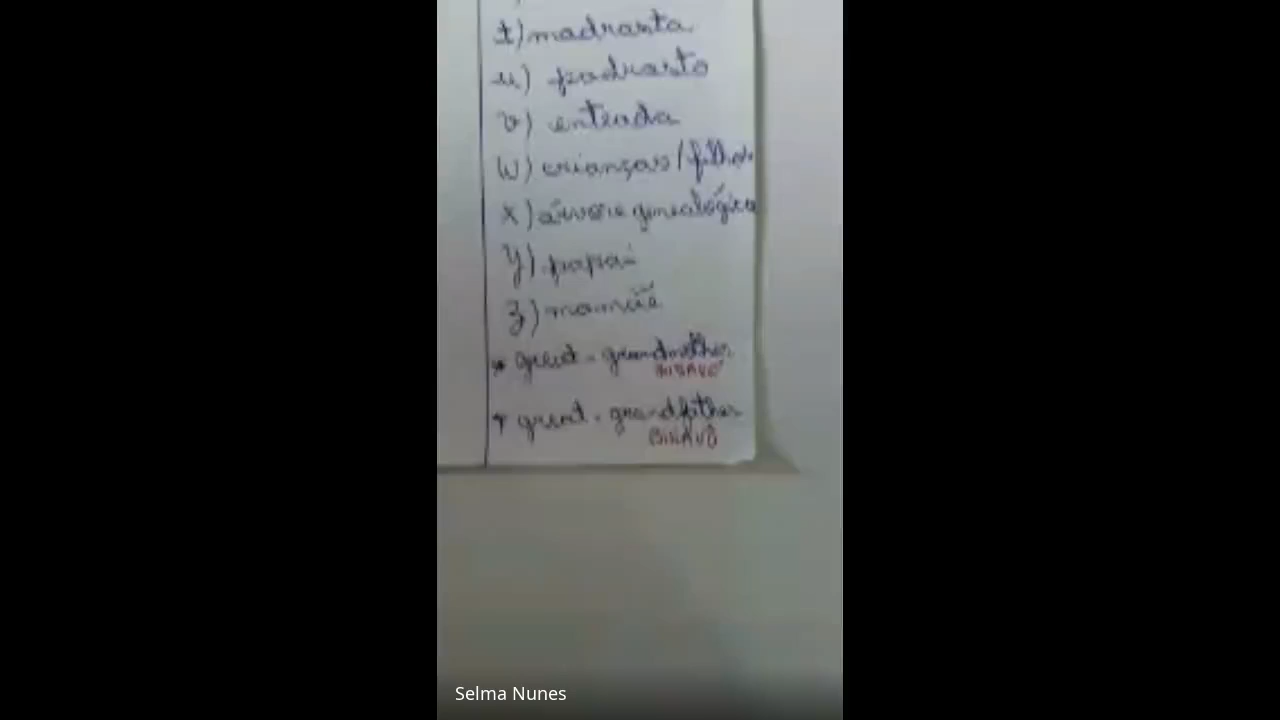 t) madrasta
u) padrasto
v) enteada
w) crianças/filhos
x) árvore genealógica
y) papai
z) mamãe
* great-grandmother
BISAVÓ
* great-grandfather
BISAVÔ
Selma Nunes